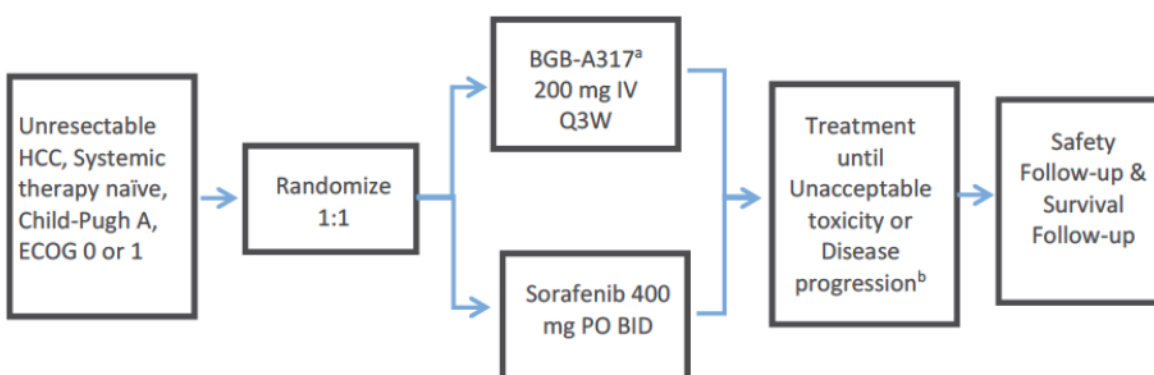 Unresectable
HCC, Systemic
therapy naïve,
Child-Pugh A,
ECOG 0 or 1
Randomize
1:1
BGB-A317ᵃ
200 mg IV
Q3W
Sorafenib 400
mg PO BID
Treatment
until
Unacceptable
toxicity or
Disease
progressionᵇ
Safety
Follow-up &
Survival
Follow-up